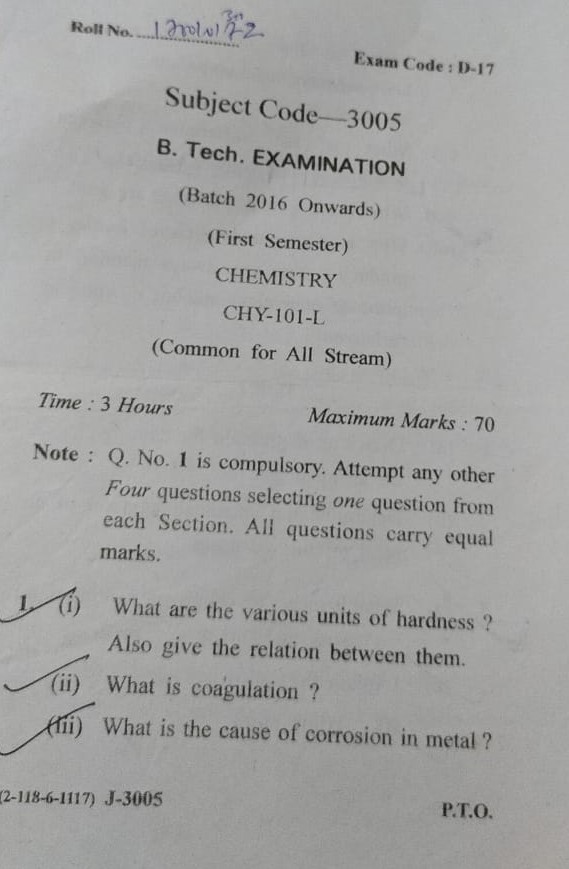 Roll No.
Exam Code : D-17
Subject Code—3005
B. Tech. EXAMINATION
(Batch 2016 Onwards)
(First Semester)
CHEMISTRY
CHY-101-L
(Common for All Stream)
Time : 3 Hours Maximum Marks : 70
Note : Q. No. 1 is compulsory. Attempt any other
Four questions selecting one question from
each Section. All questions carry equal
marks.
1. (i) What are the various units of hardness ?
Also give the relation between them.
(ii) What is coagulation ?
(iii) What is the cause of corrosion in metal ?
(2-118-6-1117) J-3005
P.T.O.